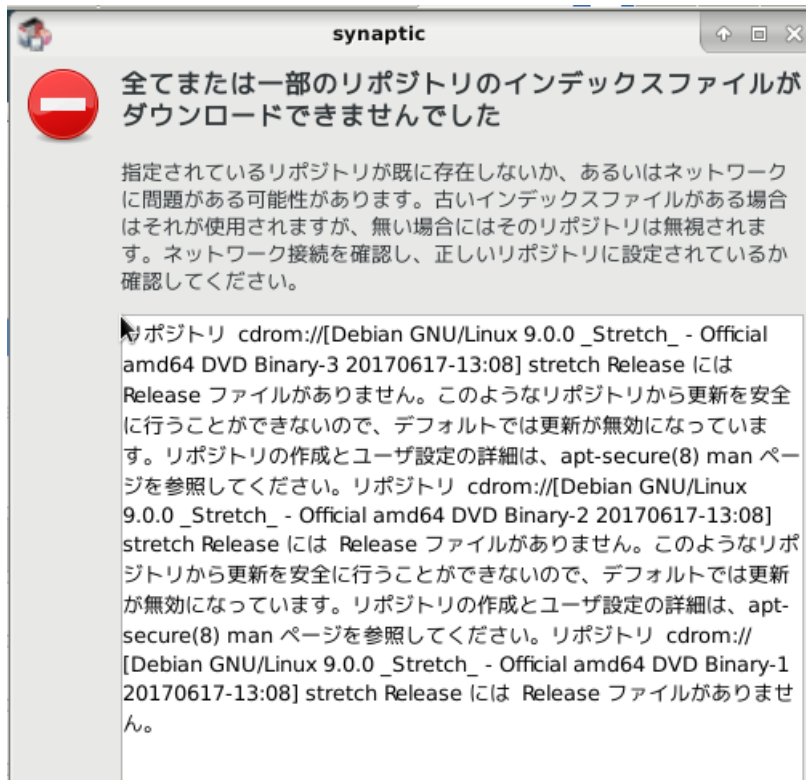 synaptic
全てまたは一部のリポジトリのインデックスファイルが
ダウンロードできませんでした
指定されているリポジトリが既に存在しないか、あるいはネットワーク
に問題がある可能性があります。古いインデックスファイルがある場合
はそれが使用されますが、無い場合にはそのリポジトリは無視されま
す。ネットワーク接続を確認し、正しいリポジトリに設定されているか
確認してください。
リポジトリ cdrom://[Debian GNU/Linux 9.0.0 _Stretch_ - Official
amd64 DVD Binary-3 20170617-13:08] stretch Release には
Release ファイルがありません。このようなリポジトリから更新を安全
に行うことができないので、デフォルトでは更新が無効になっていま
す。リポジトリの作成とユーザ設定の詳細は、apt-secure(8) man ペー
ジを参照してください。リポジトリ cdrom://[Debian GNU/Linux
9.0.0 _Stretch_ - Official amd64 DVD Binary-2 20170617-13:08]
stretch Release には Release ファイルがありません。このようなリポ
ジトリから更新を安全に行うことができないので、デフォルトでは更新
が無効になっています。リポジトリの作成とユーザ設定の詳細は、apt-
secure(8) man ページを参照してください。リポジトリ cdrom://
[Debian GNU/Linux 9.0.0 _Stretch_ - Official amd64 DVD Binary-1
20170617-13:08] stretch Release には Release ファイルがありませ
ん。